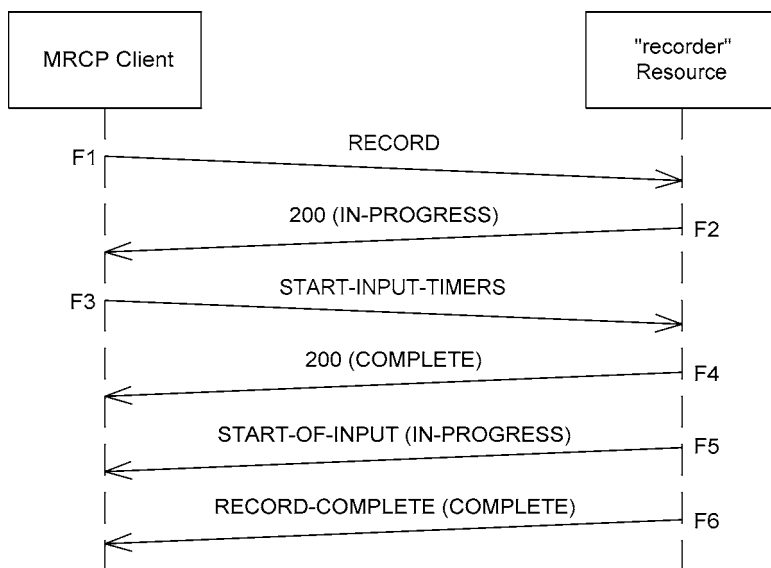 MRCP Client
"recorder"
Resource
RECORD
F1
200 (IN-PROGRESS)
F2
START-INPUT-TIMERS
F3
200 (COMPLETE)
F4
START-OF-INPUT (IN-PROGRESS)
F5
RECORD-COMPLETE (COMPLETE)
F6